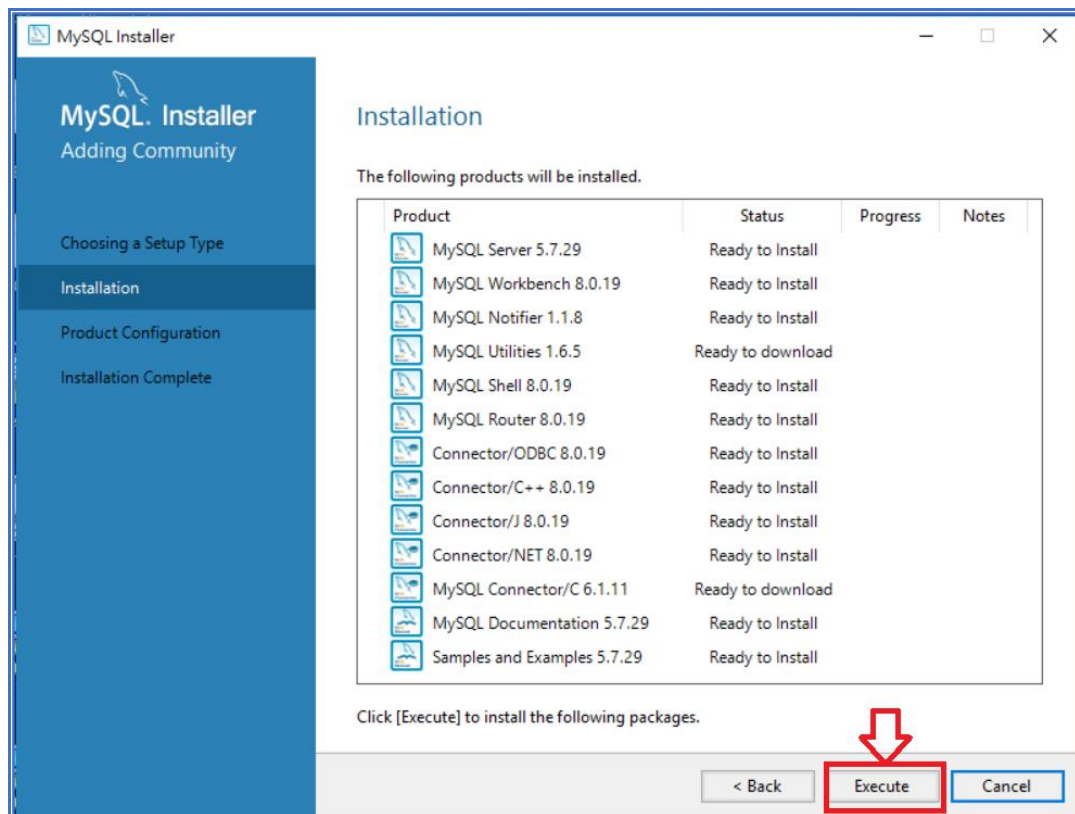 MySQL Installer
MySQL. Installer
Adding Community
Choosing a Setup Type
Installation
Product Configuration
Installation Complete
Installation
The following products will be installed.
Product Status Progress Notes
MySQL Server 5.7.29 Ready to Install
MySQL Workbench 8.0.19 Ready to Install
MySQL Notifier 1.1.8 Ready to Install
MySQL Utilities 1.6.5 Ready to download
MySQL Shell 8.0.19 Ready to Install
MySQL Router 8.0.19 Ready to Install
Connector/ODBC 8.0.19 Ready to Install
Connector/C++ 8.0.19 Ready to Install
Connector/J 8.0.19 Ready to Install
Connector/NET 8.0.19 Ready to Install
MySQL Connector/C 6.1.11 Ready to download
MySQL Documentation 5.7.29 Ready to Install
Samples and Examples 5.7.29 Ready to Install
Click [Execute] to install the following packages.
< Back Execute Cancel